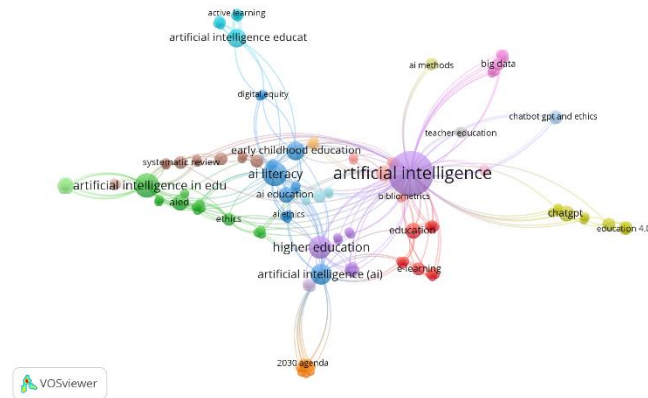 active learning
artificial intelligence educat
big data
ai methods
digital equity
chatbot gpt and ethics
teacher education
early childhood education
systematic review
ai literacy
artificial intelligence
artificial intelligence in edu
ai education
bibliometrics
aied
ai ethics
chatgpt
ethics
education
education 4.0
higher education
e-learning
artificial intelligence (ai)
2030 agenda
VOSviewer